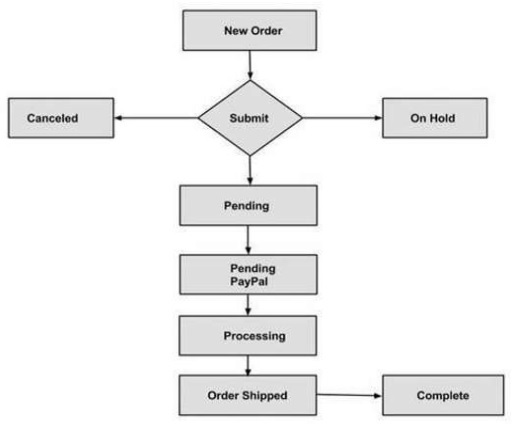 New Order
Canceled
Submit
On Hold
Pending
Pending
PayPal
Processing
Order Shipped
Complete